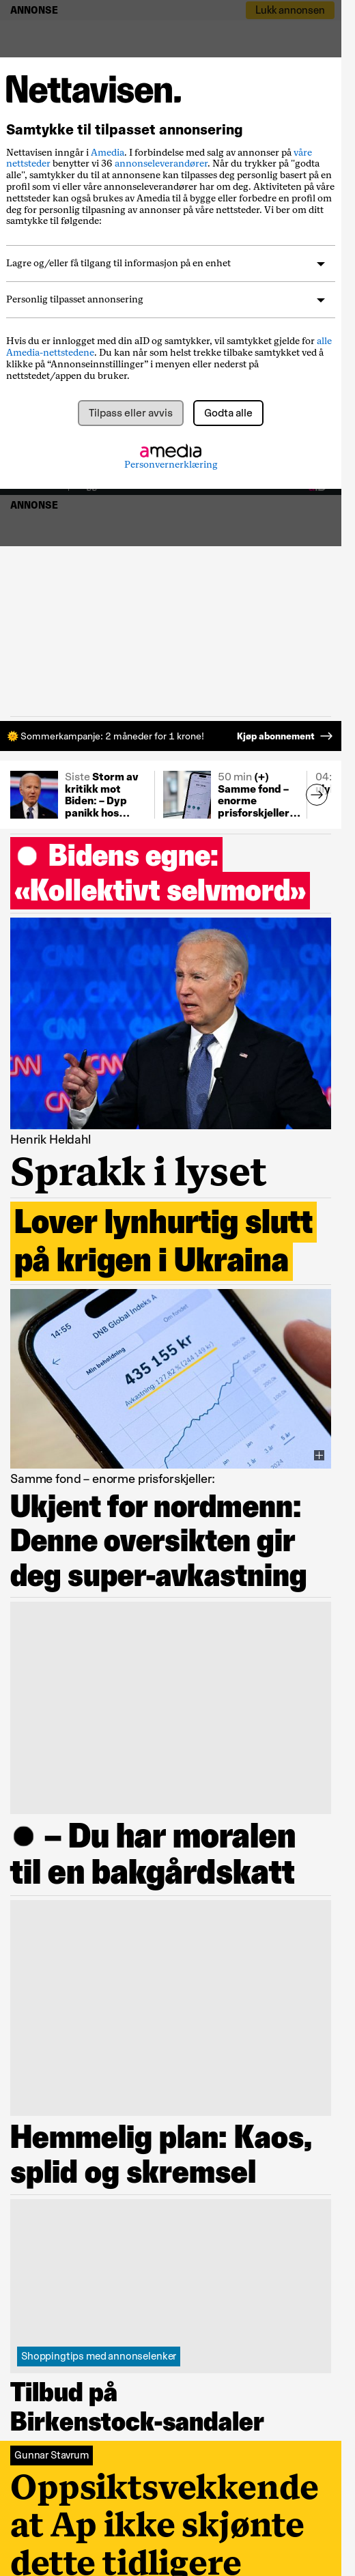 ANNONSE
Lukk annonsen
Nettavisen.
Samtykke til tilpasset annonsering
Nettavisen inngår i Amedia. I forbindelse med salg av annonser på våre
nettsteder benytter vi 36 annonseleverandører. Når du trykker på "godta
alle", samtykker du til at annonsene kan tilpasses deg personlig basert på en
profil som vi eller våre annonseleverandører har om deg. Aktiviteten på våre
nettsteder kan også brukes av Amedia til å bygge eller forbedre en profil om
deg for personlig tilpasning av annonser på våre nettsteder. Vi ber om ditt
samtykke til følgende:
Lagre og/eller få tilgang til informasjon på en enhet
Personlig tilpasset annonsering
Hvis du er innlogget med din aID og samtykker, vil samtykket gjelde for alle
Amedia-nettstedene. Du kan når som helst trekke tilbake samtykket ved å
klikke på “Annonseinnstillinger” i menyen eller nederst på
nettstedet/appen du bruker.
Tilpass eller avvis
Godta alle
amedia
Personvernerklæring
ANNONSE
🌞 Sommerkampanje: 2 måneder for 1 krone!
Kjøp abonnement
Siste Storm av
kritikk mot
Biden: – Dyp
panikk hos...
50 min (+)
Samme fond –
enorme
prisforskjeller...
04:
Bidens egne:
«Kollektivt selvmord»
CNN
Henrik Heldahl
Sprakk i lyset
Lover lynhurtig slutt
på krigen i Ukraina
14:55
DNB Global Indeks A
Om fondet
Min beholdning
435 155 kr
Avkastning: 127,82 % (244 149 kr)
Samme fond – enorme prisforskjeller:
Ukjent for nordmenn:
Denne oversikten gir
deg super-avkastning
– Du har moralen
til en bakgårdskatt
Hemmelig plan: Kaos,
splid og skremsel
Shoppingtips med annonselenker
Tilbud på
Birkenstock-sandaler
Gunnar Stavrum
Oppsiktsvekkende
at Ap ikke skjønte
dette tidligere